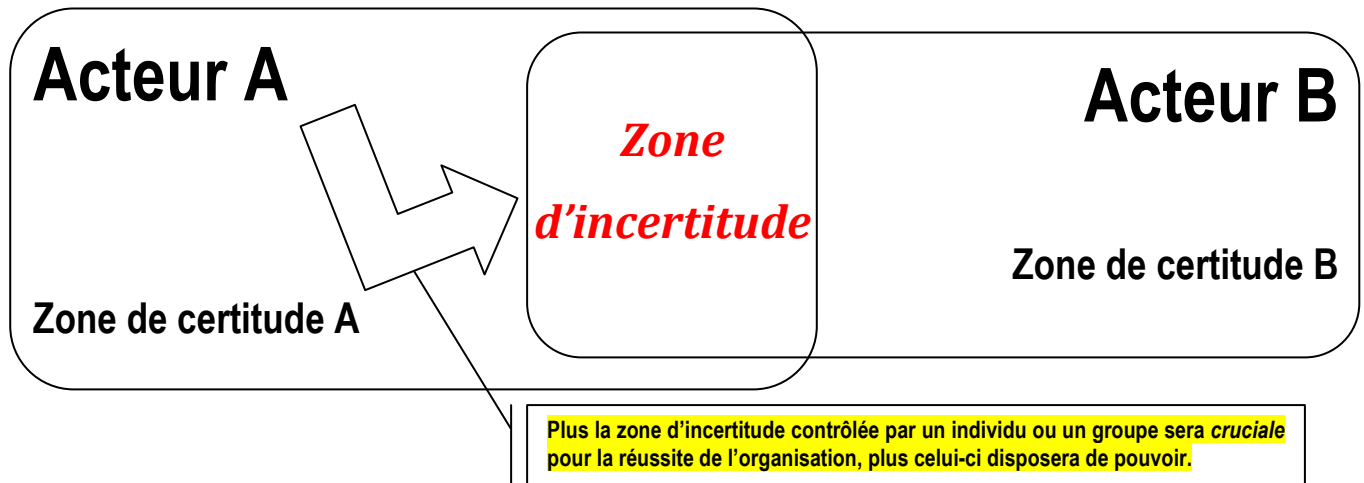 Acteur A
Acteur B
Zone
d’incertitude
Zone de certitude B
Zone de certitude A
Plus la zone d’incertitude contrôlée par un individu ou un groupe sera cruciale
pour la réussite de l’organisation, plus celui-ci disposera de pouvoir.